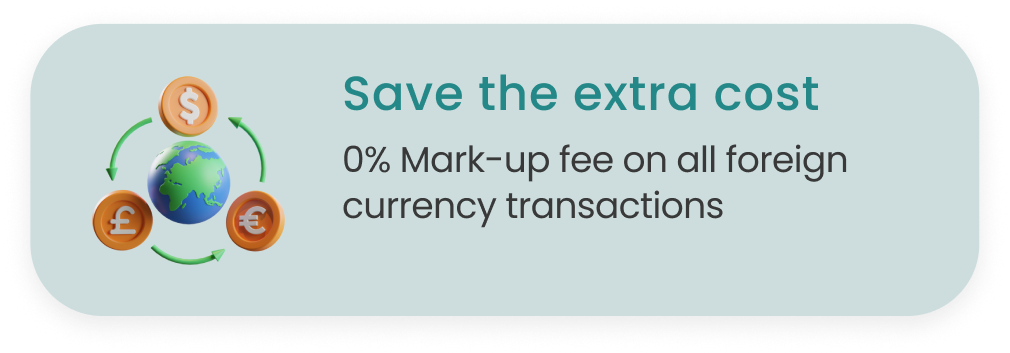 Save the extra cost
0% Mark-up fee on all foreign
currency transactions
$
£
€